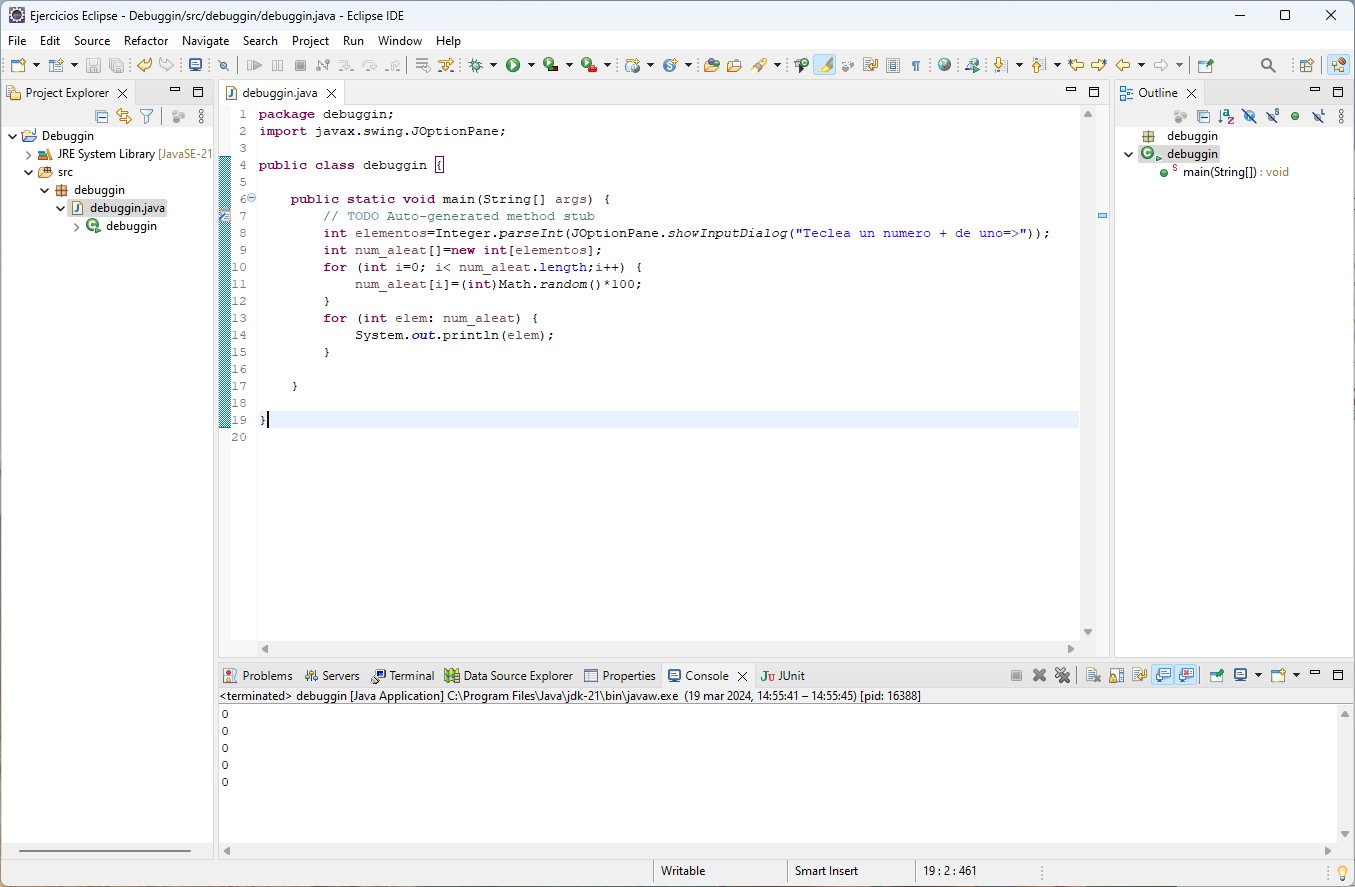 Ejercicios Eclipse - Debuggin/src/debuggin/debuggin.java - Eclipse IDE
File Edit Source Refactor Navigate Search Project Run Window Help
Project Explorer
Debuggin
JRE System Library [JavaSE-21
src
debuggin
debuggin.java
debuggin
debuggin.java
1 package debuggin;
2 import javax.swing.JOptionPane;
3
4 public class debuggin {
5
6 public static void main(String[] args) {
7 // TODO Auto-generated method stub
8 int elementos=Integer.parseInt(JOptionPane.showInputDialog("Teclea un numero + de uno=>"));
9 int num_aleat[]=new int[elementos];
10 for (int i=0; i< num_aleat.length;i++) {
11 num_aleat[i]=(int)Math.random()*100;
12 }
13 for (int elem: num_aleat) {
14 System.out.println(elem);
15 }
16
17 }
18
19 }
20
Outline
debuggin
debuggin
main(String[]) : void
Problems Servers Terminal Data Source Explorer Properties Console JUnit
<terminated> debuggin [Java Application] C:\Program Files\Java\jdk-21\bin\javaw.exe (19 mar 2024, 14:55:41 – 14:55:45) [pid: 16388]
0
0
0
0
0
Writable Smart Insert 19 : 2 : 461